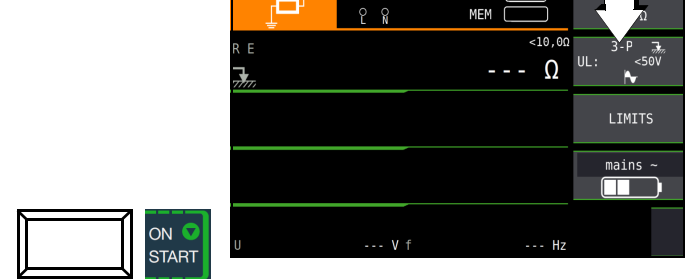 L N
MEM
Ω
R E
<10,0Ω
--- Ω
3-P
UL: <50V
LIMITS
mains ~
U --- V f --- Hz
ON
START